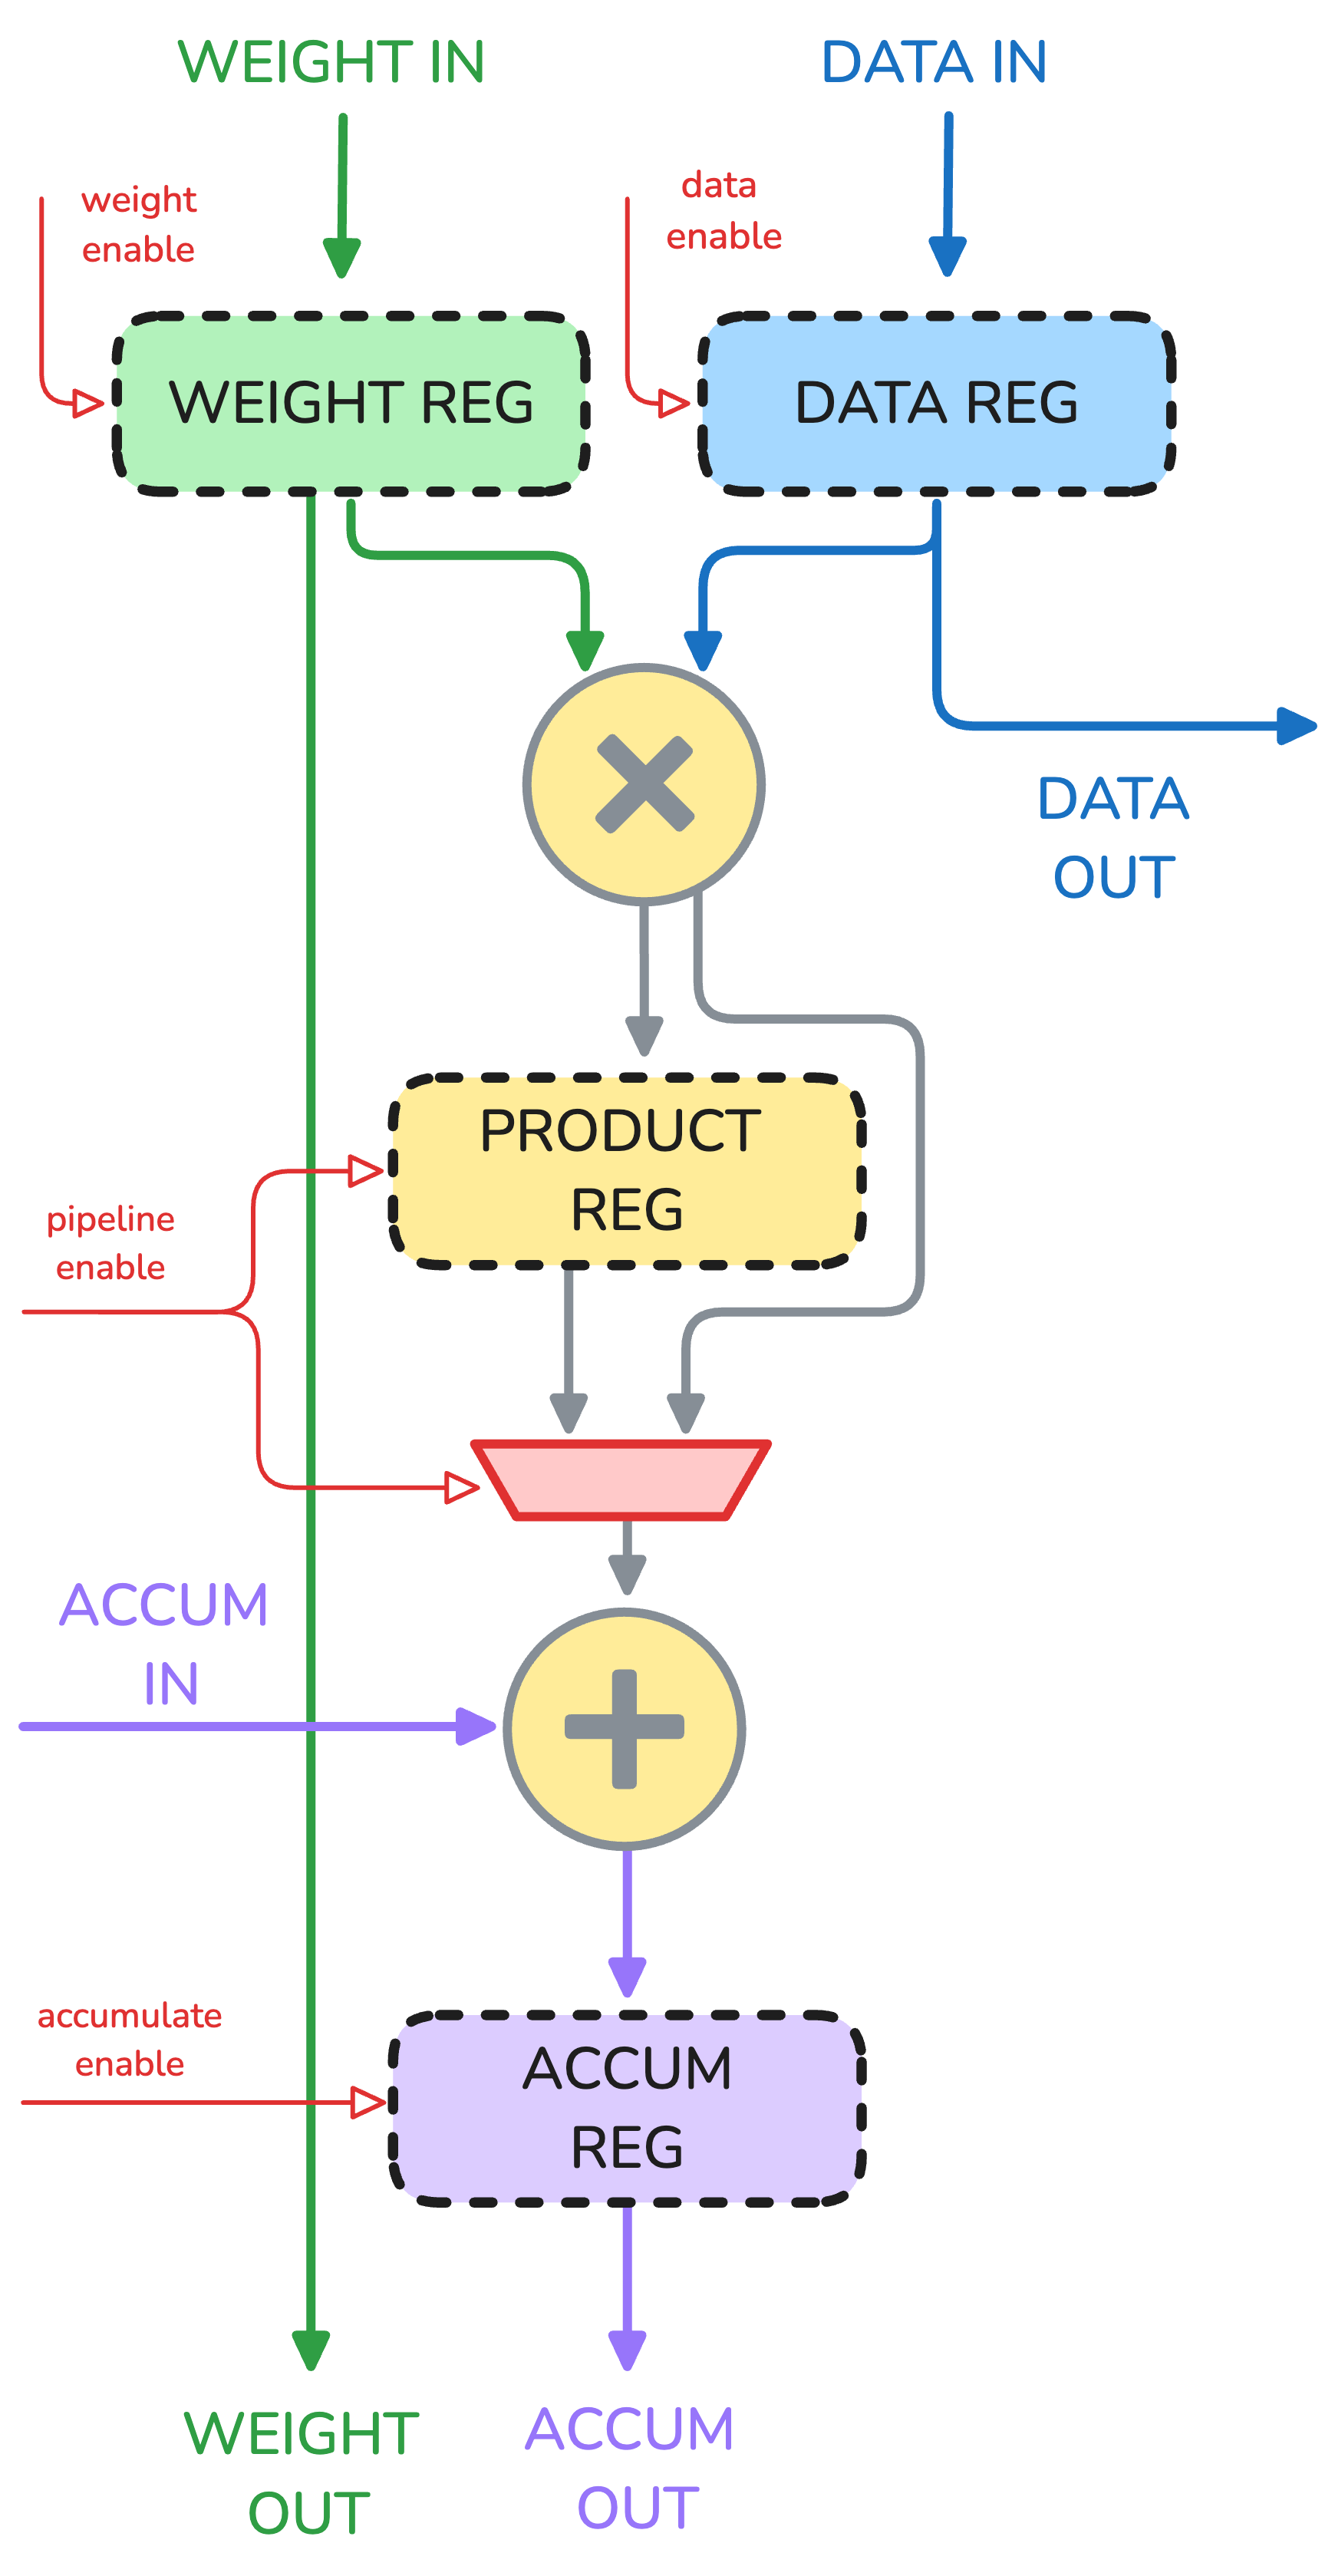 WEIGHT IN
DATA IN
weight
enable
data
enable
WEIGHT REG
DATA REG
DATA
OUT
PRODUCT
REG
pipeline
enable
ACCUM
IN
accumulate
enable
ACCUM
REG
WEIGHT
OUT
ACCUM
OUT